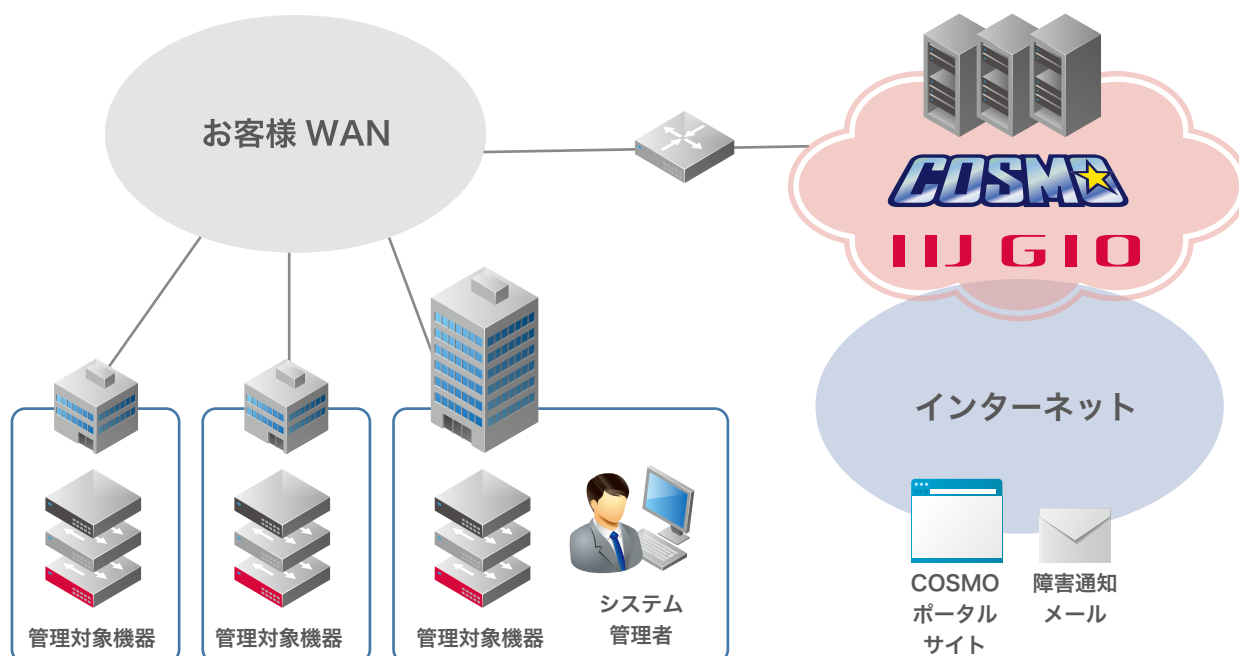 お客様 WAN
COSMO
IIJ GIO
インターネット
管理対象機器
管理対象機器
管理対象機器
システム
管理者
COSMO
ポータル
サイト
障害通知
メール